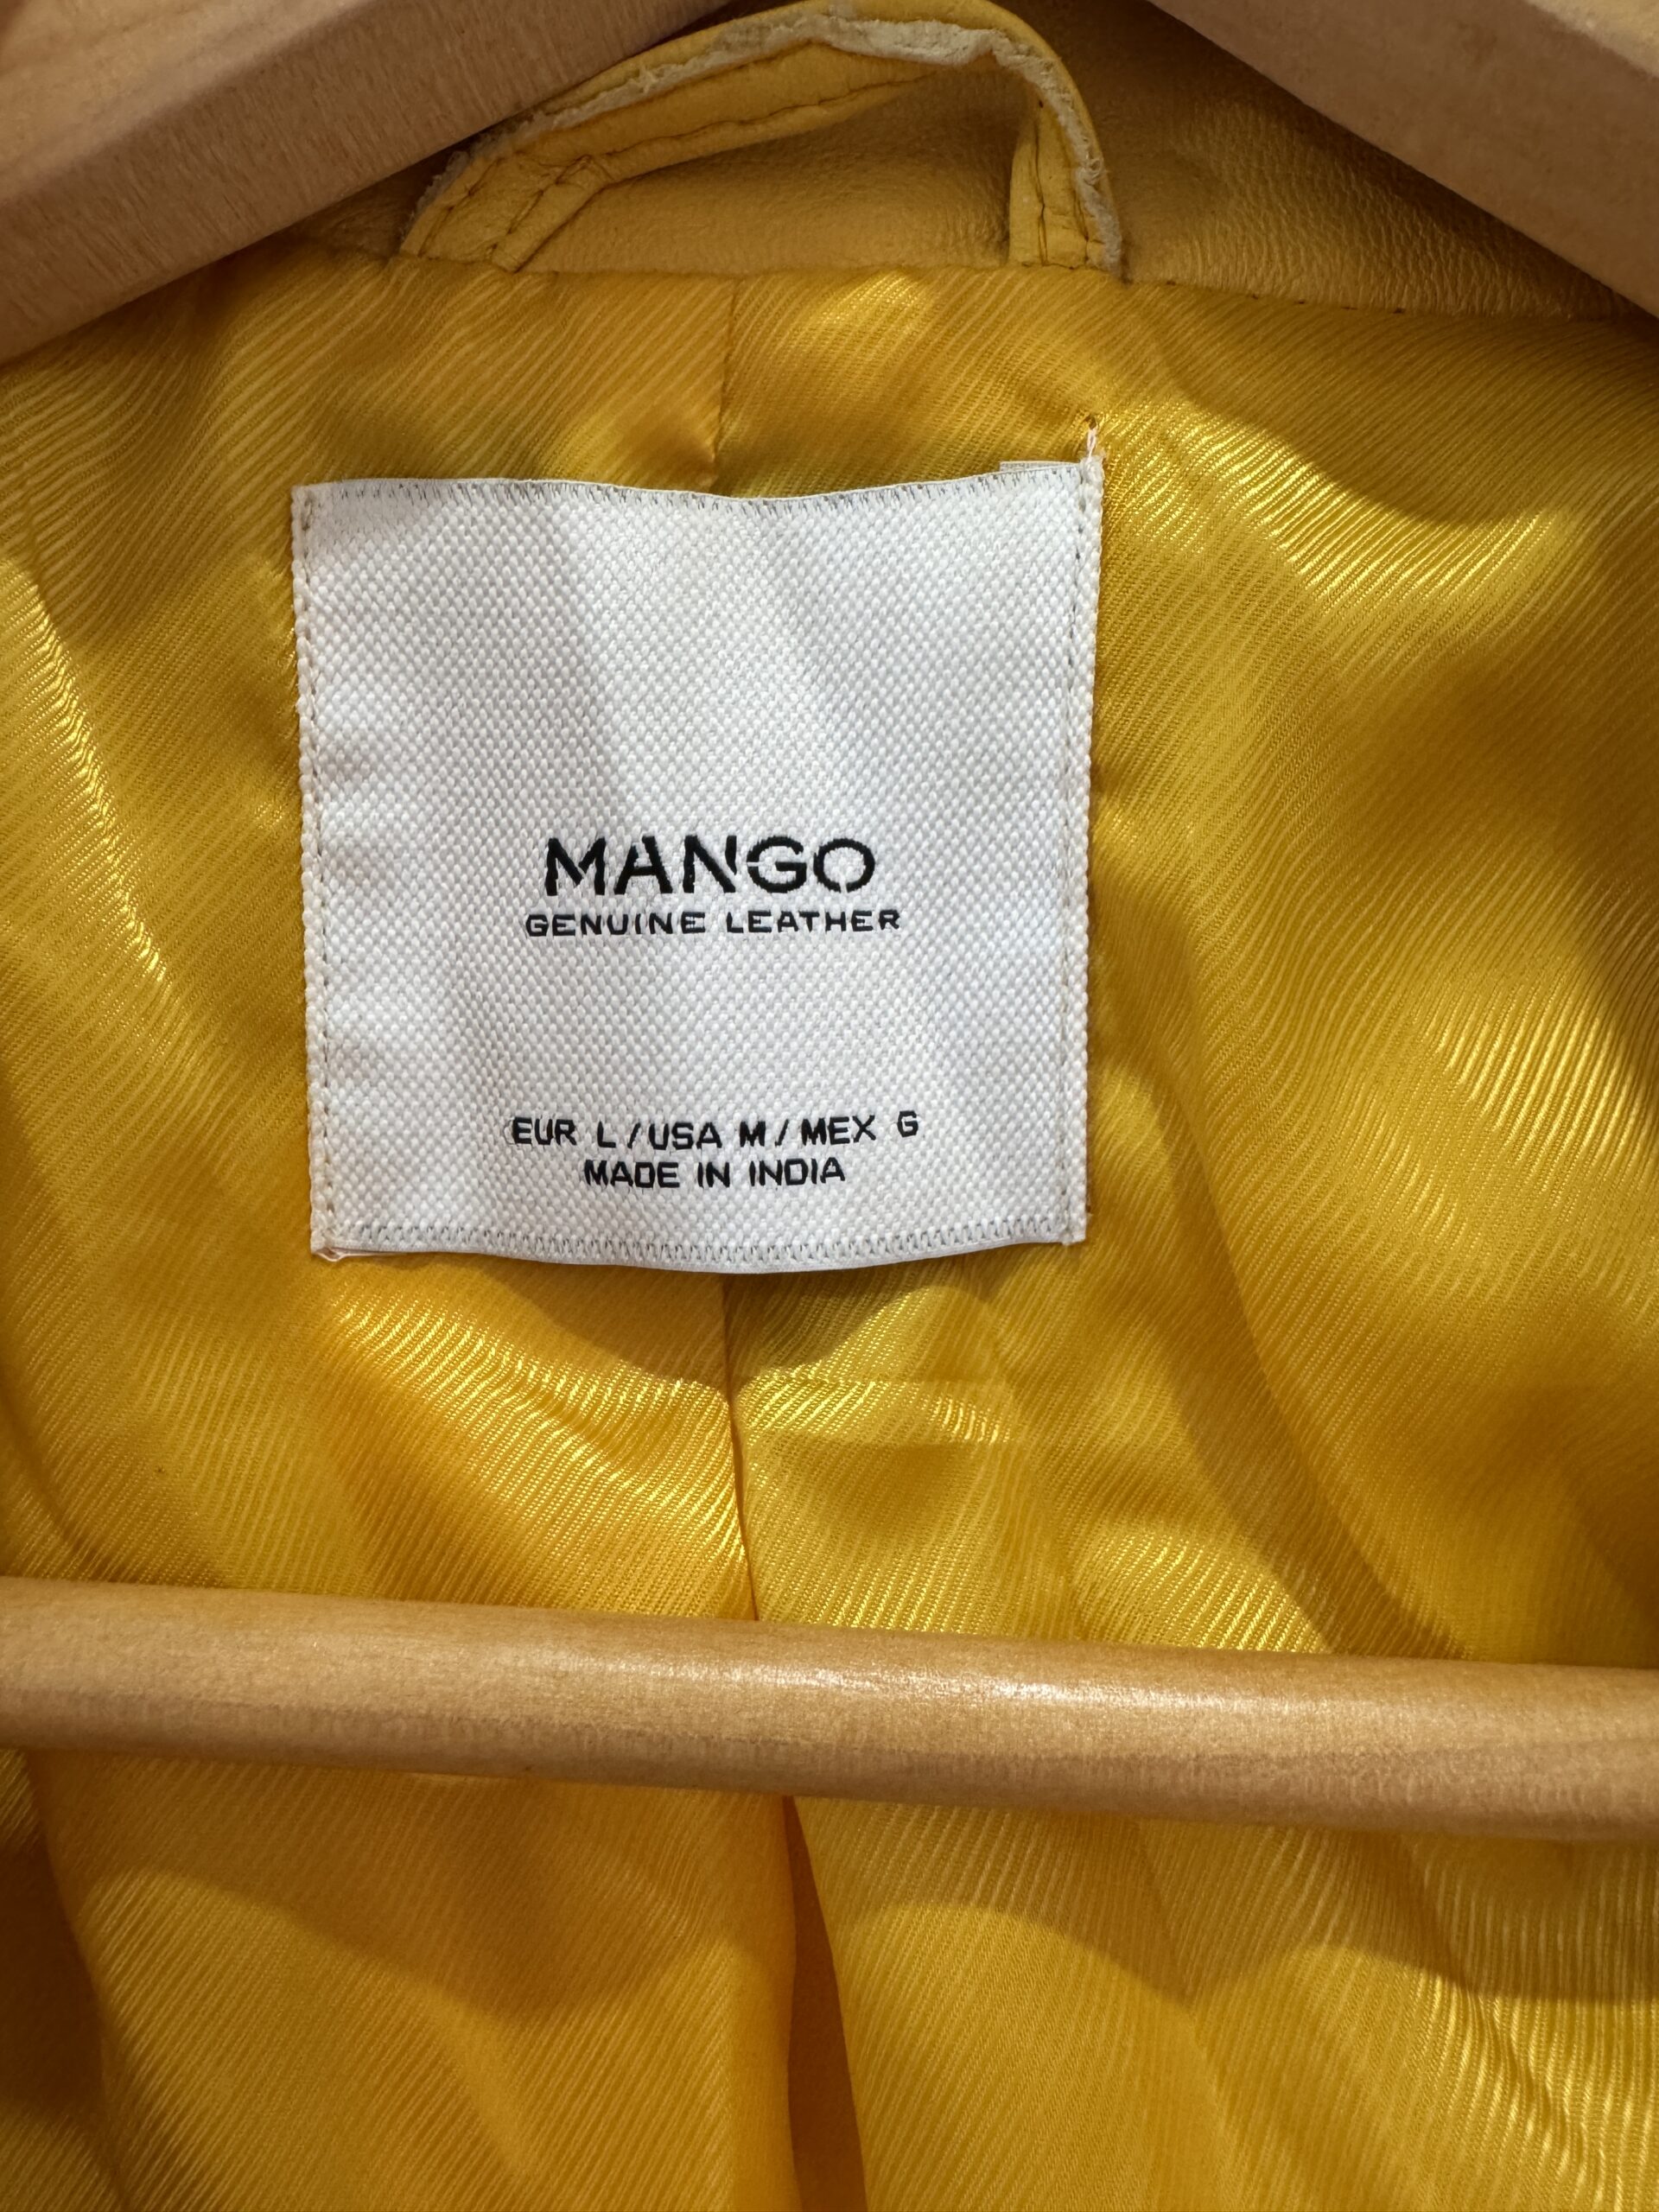 MANGO
GENUINE LEATHER
EUR L / USA M / MEX G
MADE IN INDIA